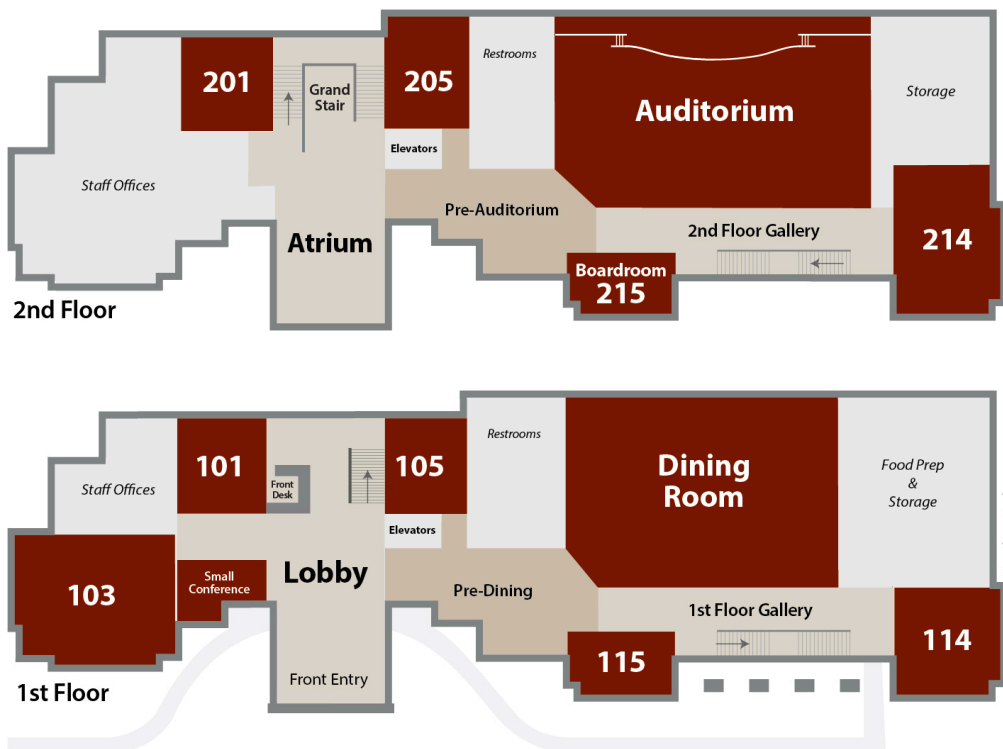 201
Grand
Stair
205
Restrooms
Auditorium
Storage
Elevators
Staff Offices
Pre-Auditorium
Atrium
2nd Floor Gallery
214
Boardroom
215
2nd Floor
101
Front
Desk
105
Restrooms
Dining
Room
Food Prep
&
Storage
Staff Offices
Elevators
103
Small
Conference
Lobby
Pre-Dining
1st Floor Gallery
114
115
Front Entry
1st Floor